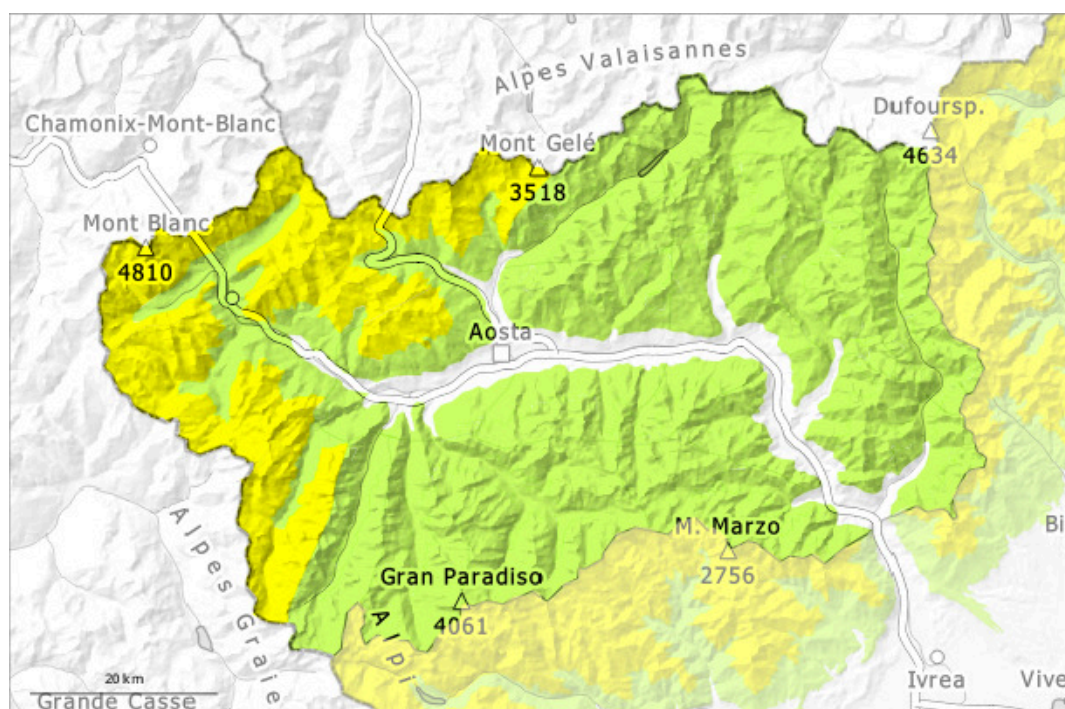 Alpes Valaisannes
Chamonix-Mont-Blanc
Dufoursp.
4634
Mont Gelé
3518
Mont Blanc
4810
Aosta
M. Marzo
2756
Gran Paradiso
4061
Alpes Graie
Alpi
Bi
Ivrea
Vive
20 km
Grande Casse